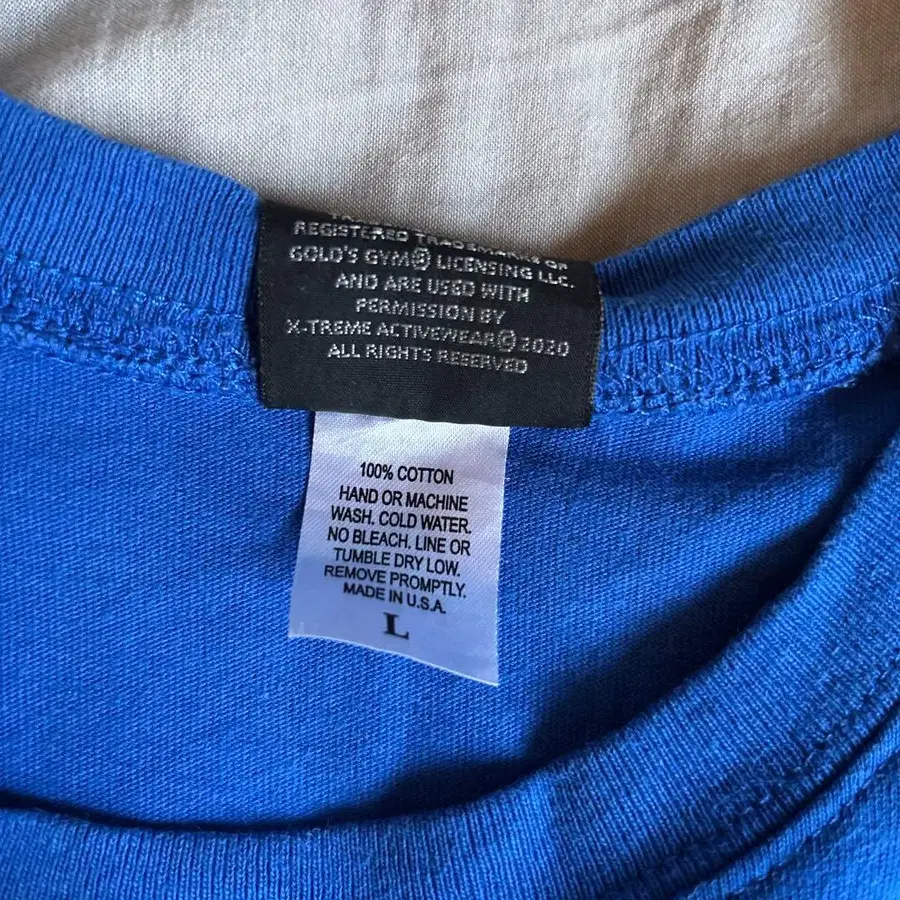 REGISTERED TRADEMARKS OF
GOLD'S GYM® LICENSING LLC.
AND ARE USED WITH
PERMISSION BY
X-TREME ACTIVEWEAR© 2020
ALL RIGHTS RESERVED
100% COTTON
HAND OR MACHINE
WASH. COLD WATER.
NO BLEACH. LINE OR
TUMBLE DRY LOW.
REMOVE PROMPTLY.
MADE IN U.S.A.
L